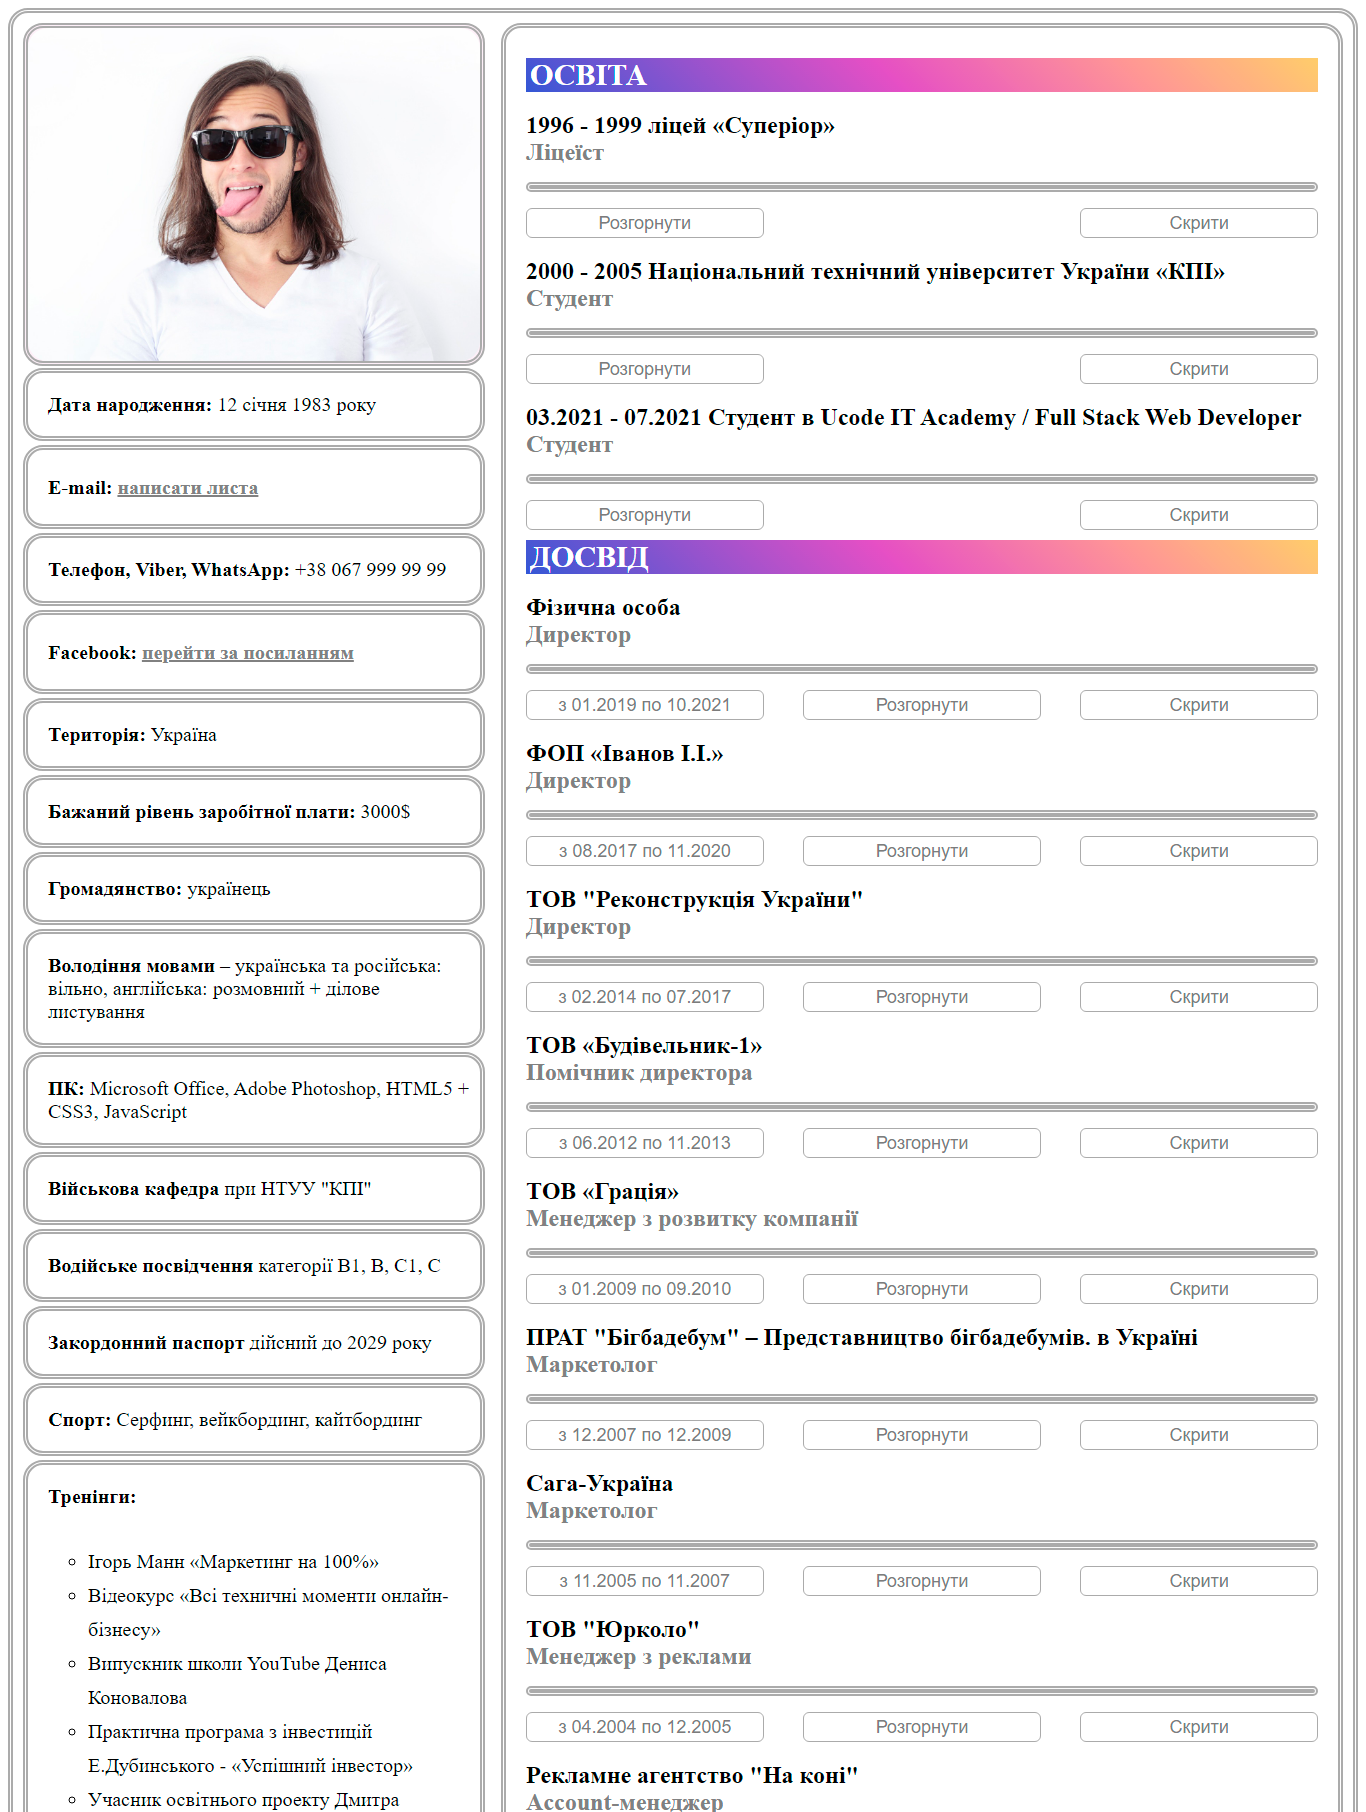 Дата народження: 12 січня 1983 року
E-mail: написати листа
Телефон, Viber, WhatsApp: +38 067 999 99 99
Facebook: перейти за посиланням
Територія: Україна
Бажаний рівень заробітної плати: 3000$
Громадянство: українець
Володіння мовами – українська та російська:
вільно, англійська: розмовний + ділове
листування
ПК: Microsoft Office, Adobe Photoshop, HTML5 +
CSS3, JavaScript
Військова кафедра при НТУУ "КПІ"
Водійське посвідчення категорії B1, B, C1, C
Закордонний паспорт дійсний до 2029 року
Спорт: Серфинг, вейкбординг, кайтбординг
Тренінги:
Ігорь Манн «Маркетинг на 100%»
Відеокурс «Всі техничні моменти онлайн-
бізнесу»
Випускник школи YouTube Дениса
Коновалова
Практична програма з інвестицій
Е.Дубинського - «Успішний інвестор»
Учасник освітнього проекту Дмитра
ОСВІТА
1996 - 1999 ліцей «Суперіор»
Ліцеїст
Розгорнути Скрити
2000 - 2005 Національний технічний університет України «КПІ»
Студент
Розгорнути Скрити
03.2021 - 07.2021 Студент в Ucode IT Academy / Full Stack Web Developer
Студент
Розгорнути Скрити
ДОСВІД
Фізична особа
Директор
з 01.2019 по 10.2021 Розгорнути Скрити
ФОП «Іванов І.І.»
Директор
з 08.2017 по 11.2020 Розгорнути Скрити
ТОВ "Реконструкція України"
Директор
з 02.2014 по 07.2017 Розгорнути Скрити
ТОВ «Будівельник-1»
Помічник директора
з 06.2012 по 11.2013 Розгорнути Скрити
ТОВ «Грація»
Менеджер з розвитку компанії
з 01.2009 по 09.2010 Розгорнути Скрити
ПРАТ "Бігбадебум" – Представництво бігбадебумів. в Україні
Маркетолог
з 12.2007 по 12.2009 Розгорнути Скрити
Сага-Україна
Маркетолог
з 11.2005 по 11.2007 Розгорнути Скрити
ТОВ "Юрколо"
Менеджер з реклами
з 04.2004 по 12.2005 Розгорнути Скрити
Рекламне агентство "На коні"
Account-менеджер